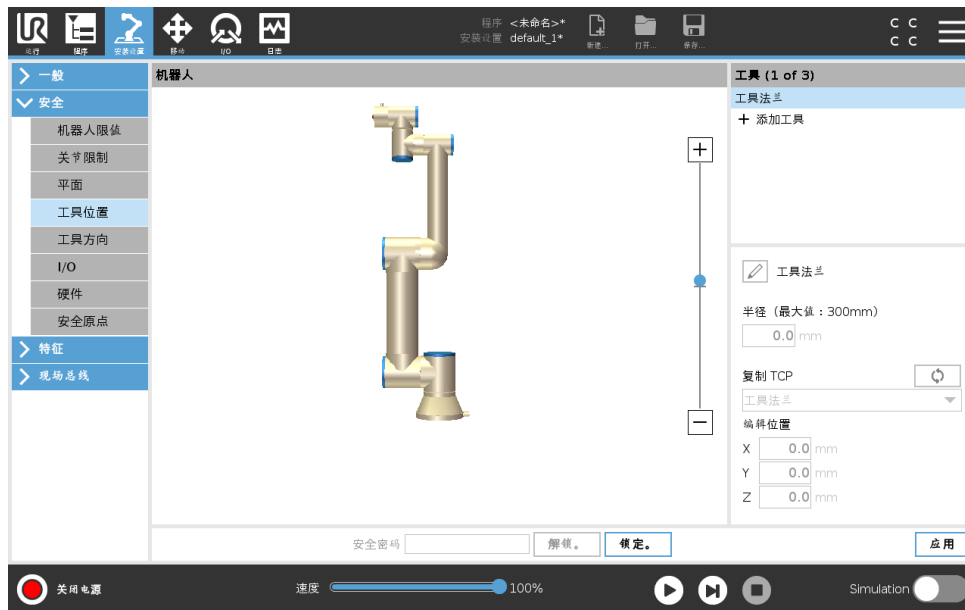 UR
运行
程序
安装设置
移动
I/O
日志
程序 <未命名>*
安装设置 default_1*
新建...
打开...
保存...
C C
C C
一般
安全
机器人限值
关节限制
平面
工具位置
工具方向
I/O
硬件
安全原点
特征
现场总线
机器人
工具 (1 of 3)
工具法兰
+ 添加工具
工具法兰
半径（最大值：300mm）
0.0 mm
复制 TCP
工具法兰
编辑位置
X 0.0 mm
Y 0.0 mm
Z 0.0 mm
安全密码
解锁。
锁定。
应用
关闭电源
速度
100%
Simulation